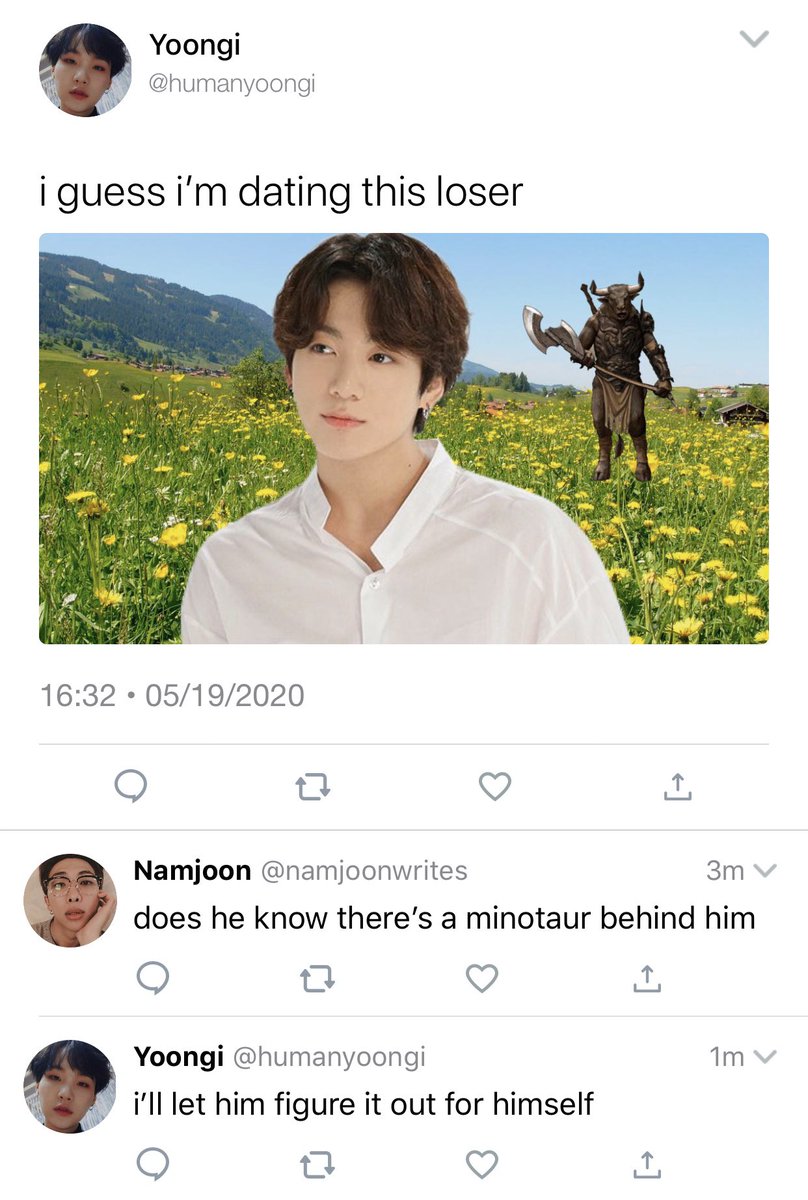 Yoongi
@humanyoongi
i guess i’m dating this loser
16:32 • 05/19/2020
Namjoon @namjoonwrites 3m
does he know there’s a minotaur behind him
Yoongi @humanyoongi 1m
i’ll let him figure it out for himself